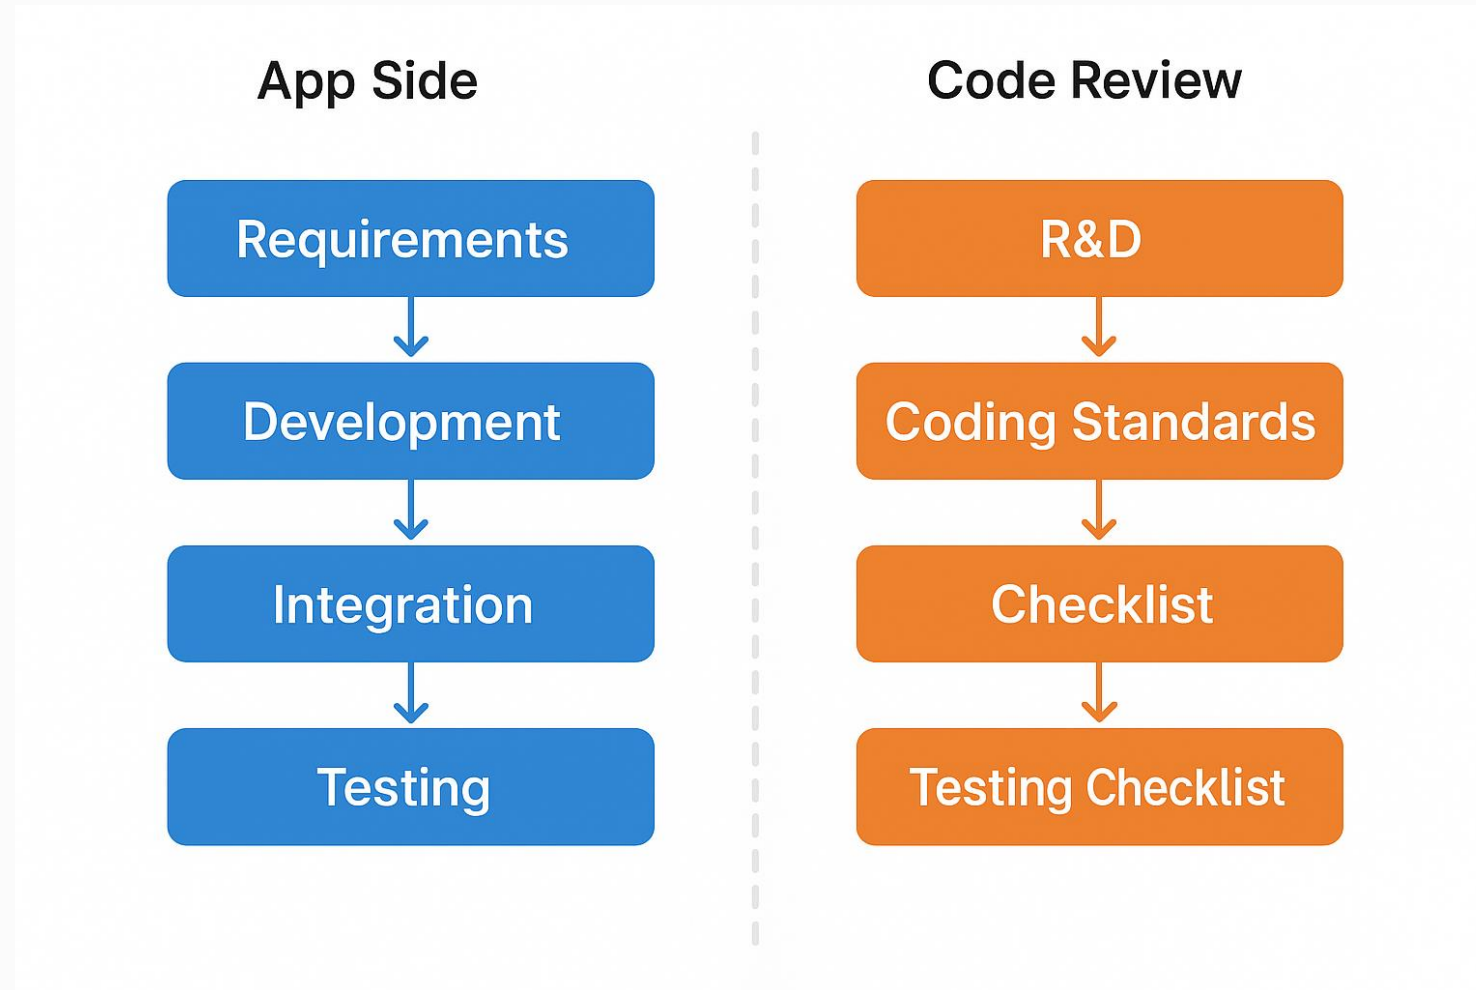 App Side
Requirements
Development
Integration
Testing
Code Review
R&D
Coding Standards
Checklist
Testing Checklist